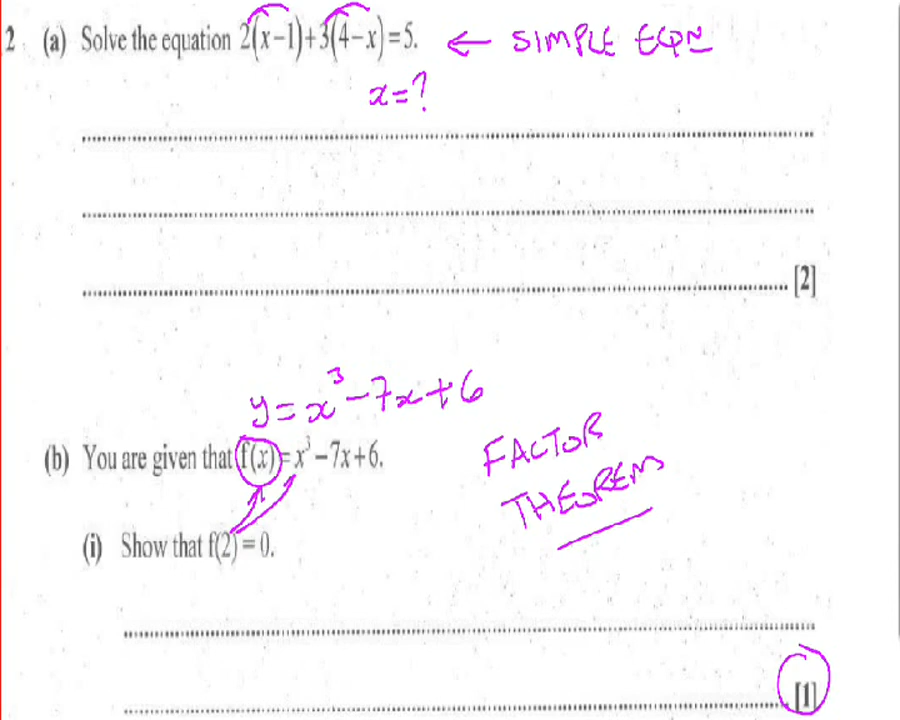 2 (a) Solve the equation 2(x−1)+3(4−x)=5. ← SIMPLE EQN
x=?
[2]
y=x³−7x+6
(b) You are given that f(x)=x³−7x+6.
FACTOR
THEOREM
(i) Show that f(2)=0.
[1]